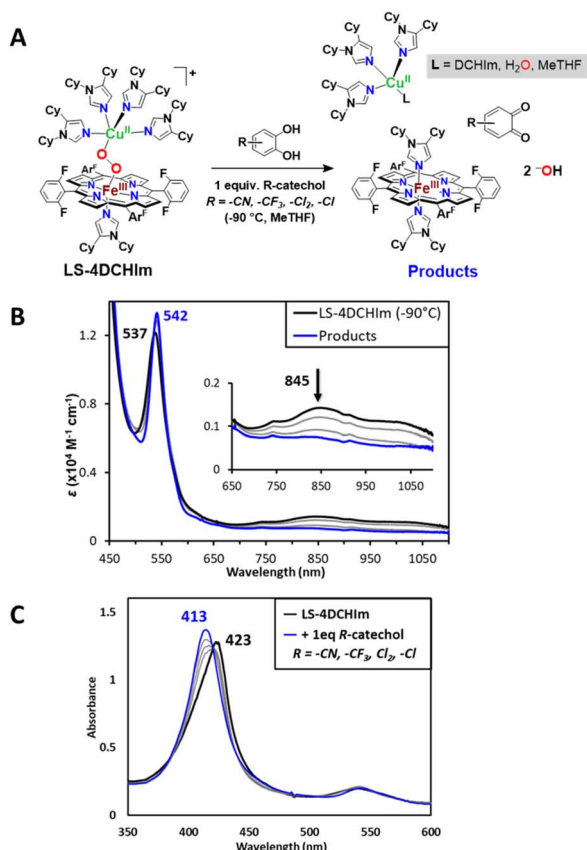 A
Cy
Cy
Cy
Cy
Cy
Cy
Cy
Cy
N
N
N
N
N
N
N
N
Cu^II
+
O
O
Fe^III
Ar^F
Ar^F
F
F
F
F
N
N
Cy
Cy
LS-4DCHIm
R
OH
OH
1 equiv. R-catechol
R = -CN, -CF3, -Cl2, -Cl
(-90 °C, MeTHF)
Cy
Cy
Cy
Cy
Cy
Cy
N
N
N
N
N
N
Cu^II
L
L = DCHIm, H2O, MeTHF
Cy
Cy
N
N
Ar^F
Ar^F
F
F
F
F
Fe^III
N
N
Cy
Cy
R
O
O
2 ⁻OH
Products
B
537
542
LS-4DCHIm (-90°C)
Products
845
0.2
0.1
0
650 750 850 950 1050
1.2
0.8
0.4
0
ε (x10⁴ M⁻¹ cm⁻¹)
450 550 650 750 850 950 1050
Wavelength (nm)
C
413
423
LS-4DCHIm
+ 1eq R-catechol
R = -CN, -CF3, Cl2, -Cl
1.5
1
0.5
0
Absorbance
350 400 450 500 550 600
Wavelength (nm)